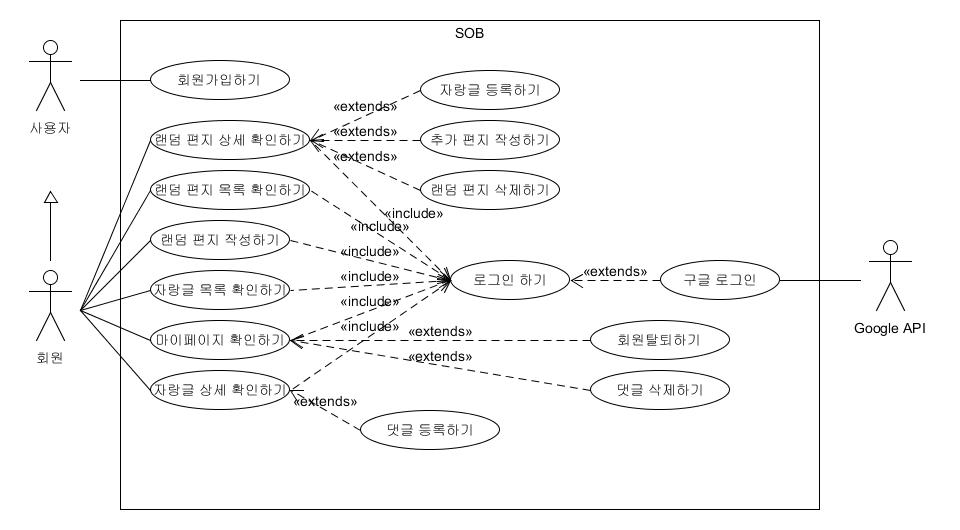 SOB
회원가입하기
사용자
자랑글 등록하기
«extends»
랜덤 편지 상세 확인하기
«extends»
추가 편지 작성하기
«extends»
랜덤 편지 목록 확인하기
랜덤 편지 삭제하기
«include»
«include»
랜덤 편지 작성하기
«include»
자랑글 목록 확인하기
«include»
로그인 하기
«extends»
구글 로그인
«include»
Google API
회원
마이페이지 확인하기
«include»
«extends»
회원탈퇴하기
«extends»
자랑글 상세 확인하기
댓글 삭제하기
«extends»
댓글 등록하기